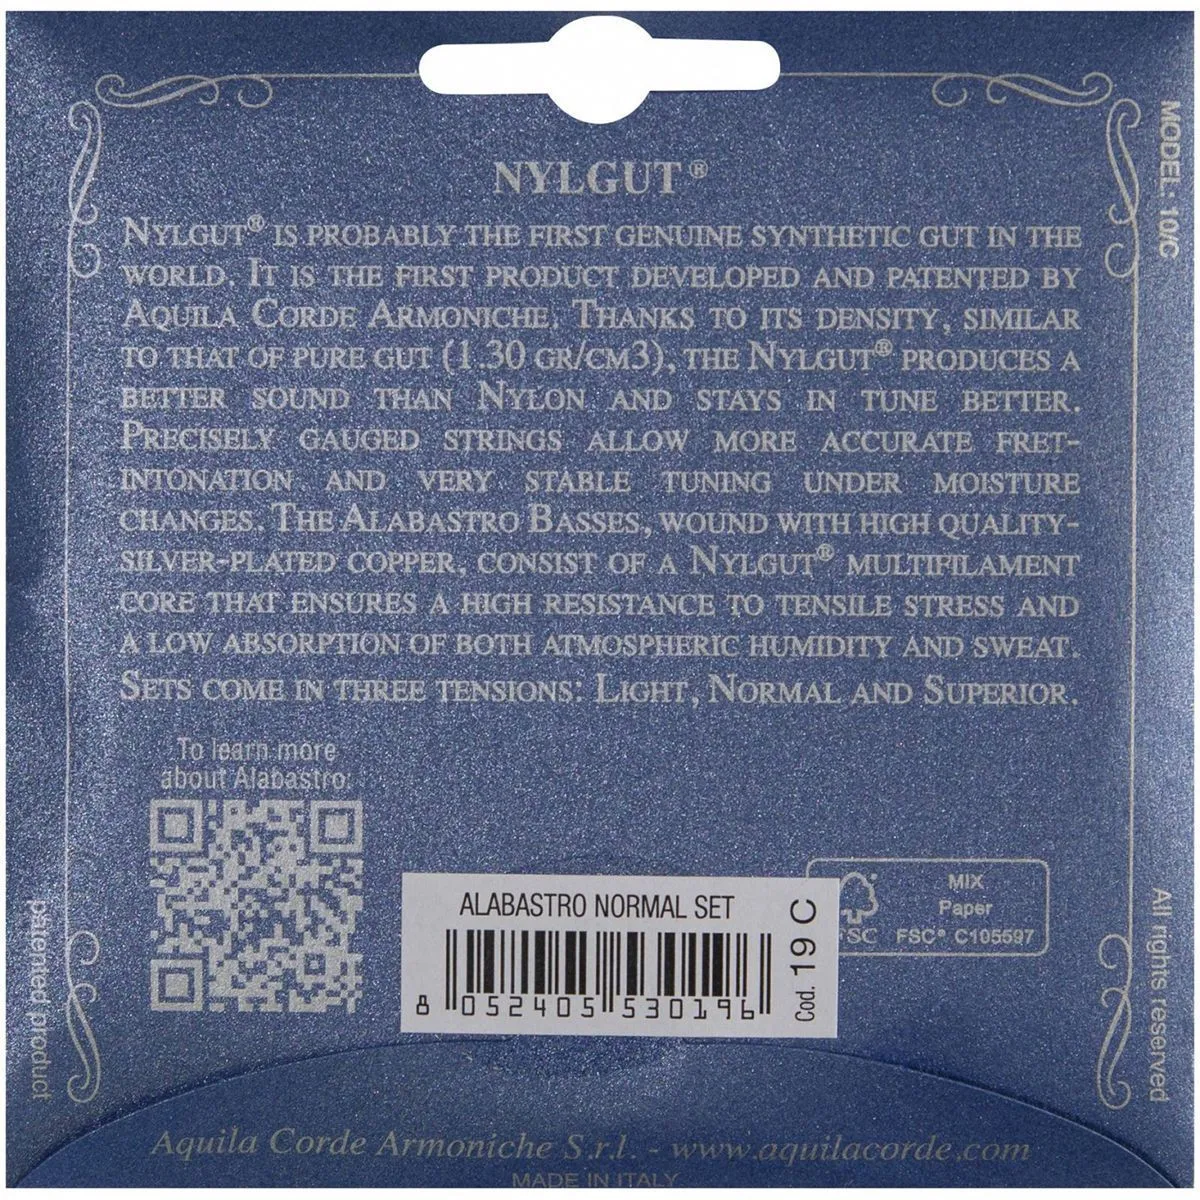 NYLGUT®
NYLGUT® IS PROBABLY THE FIRST GENUINE SYNTHETIC GUT IN THE
WORLD. IT IS THE FIRST PRODUCT DEVELOPED AND PATENTED BY
AQUILA CORDE ARMONICHE. THANKS TO ITS DENSITY, SIMILAR
TO THAT OF PURE GUT (1.30 GR/CM3), THE NYLGUT® PRODUCES A
BETTER SOUND THAN NYLON AND STAYS IN TUNE BETTER.
PRECISELY GAUGED STRINGS ALLOW MORE ACCURATE FRET-
INTONATION AND VERY STABLE TUNING UNDER MOISTURE
CHANGES. THE ALABASTRO BASSES, WOUND WITH HIGH QUALITY-
SILVER-PLATED COPPER, CONSIST OF A NYLGUT® MULTIFILAMENT
CORE THAT ENSURES A HIGH RESISTANCE TO TENSILE STRESS AND
A LOW ABSORPTION OF BOTH ATMOSPHERIC HUMIDITY AND SWEAT.
SETS COME IN THREE TENSIONS: LIGHT, NORMAL AND SUPERIOR.
MODEL: 10/C
To learn more
about Alabastro:
ALABASTRO NORMAL SET
8 052405 530196
Cod. 19 C
MIX
Paper
FSC® C105597
patented product
All rights reserved
Aquila Corde Armoniche S.r.l. - www.aquilacorde.com
MADE IN ITALY